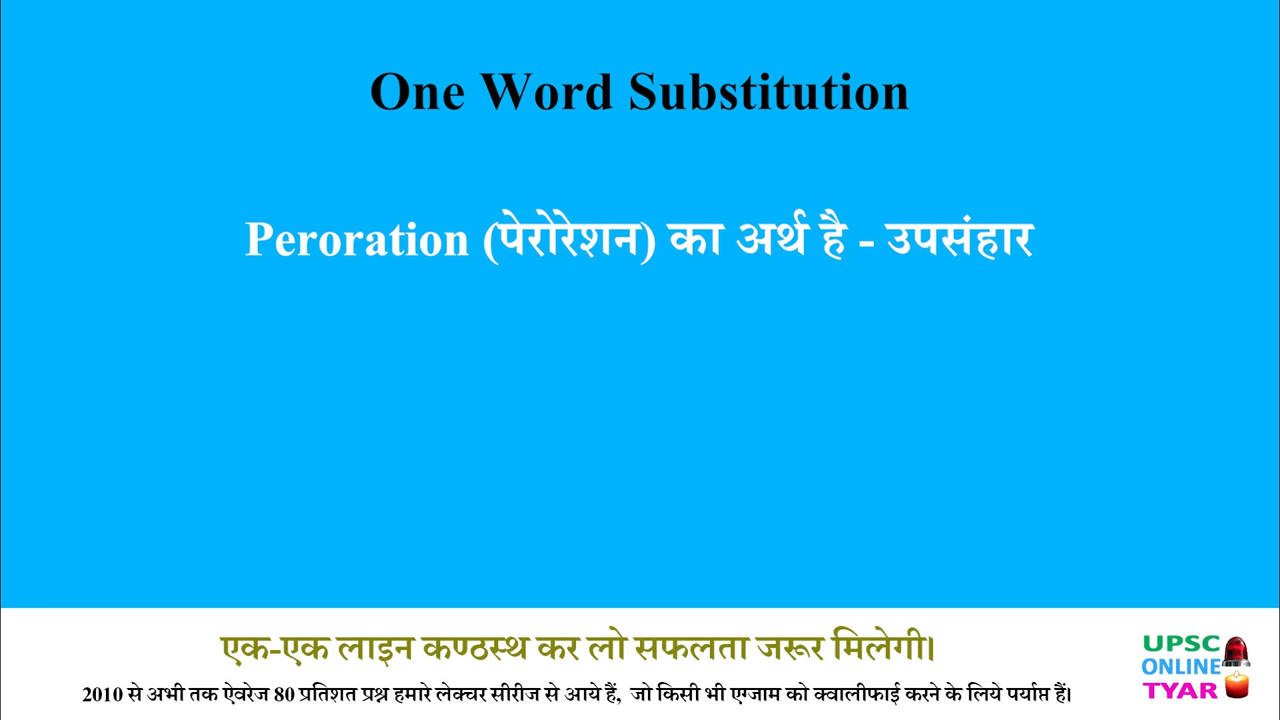 One Word Substitution
Peroration (पेरोरेशन) का अर्थ है - उपसंहार
एक-एक लाइन कण्ठस्थ कर लो सफलता जरूर मिलेगी।
2010 से अभी तक ऐवरेज 80 प्रतिशत प्रश्न हमारे लेक्चर सीरीज से आये हैं, जो किसी भी एग्जाम को क्वालीफाई करने के लिये पर्याप्त हैं।
UPSC
ONLINE
TYAR